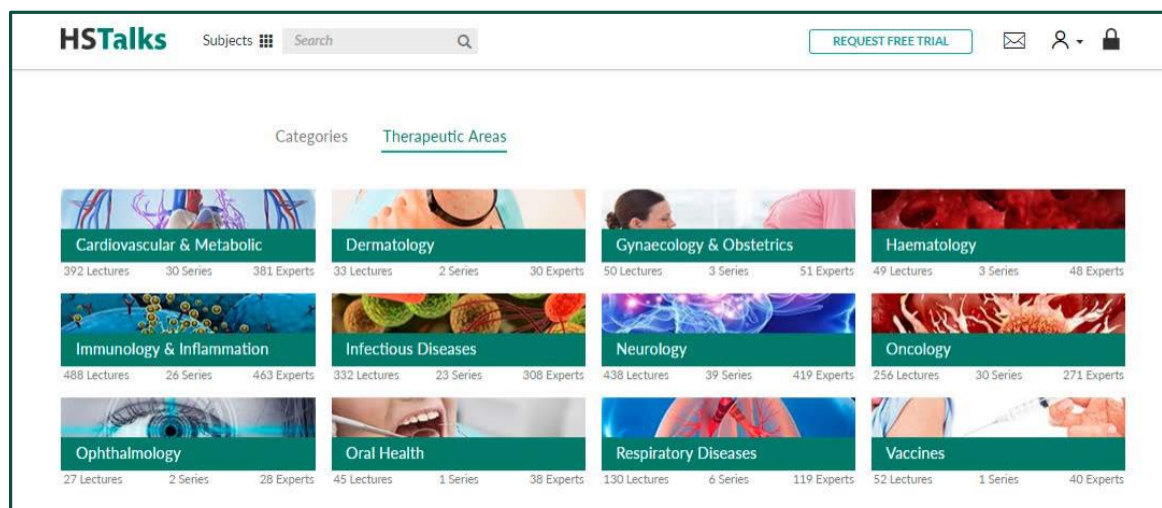 HSTalks Subjects Search REQUEST FREE TRIAL
Categories Therapeutic Areas
Cardiovascular & Metabolic Dermatology Gynaecology & Obstetrics Haematology
392 Lectures 30 Series 381 Experts 33 Lectures 2 Series 30 Experts 50 Lectures 3 Series 51 Experts 49 Lectures 3 Series 48 Experts
Immunology & Inflammation Infectious Diseases Neurology Oncology
488 Lectures 26 Series 463 Experts 332 Lectures 23 Series 308 Experts 438 Lectures 39 Series 419 Experts 256 Lectures 30 Series 271 Experts
Ophthalmology Oral Health Respiratory Diseases Vaccines
27 Lectures 2 Series 28 Experts 45 Lectures 1 Series 38 Experts 130 Lectures 6 Series 119 Experts 52 Lectures 1 Series 40 Experts